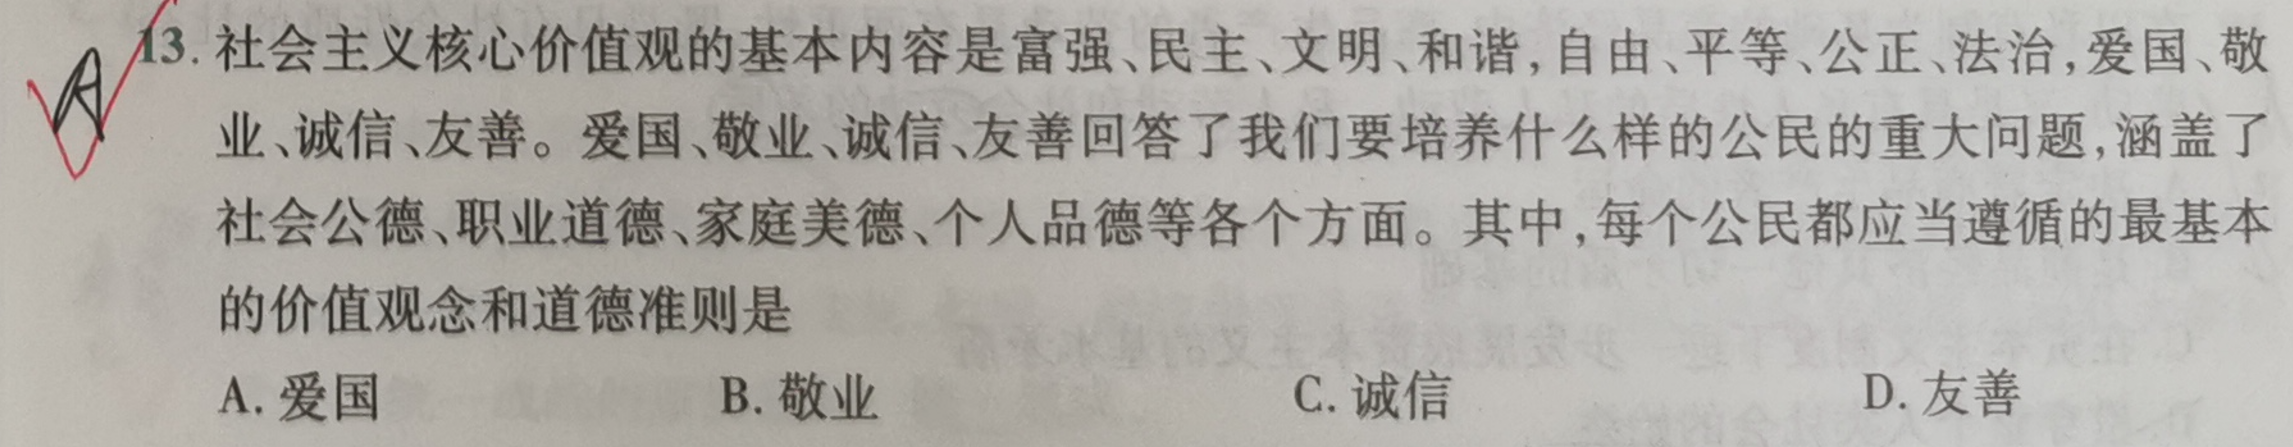 A 13. 社会主义核心价值观的基本内容是富强、民主、文明、和谐,自由、平等、公正、法治,爱国、敬
业、诚信、友善。爱国、敬业、诚信、友善回答了我们要培养什么样的公民的重大问题,涵盖了
社会公德、职业道德、家庭美德、个人品德等各个方面。其中,每个公民都应当遵循的最基本
的价值观念和道德准则是
A. 爱国 B. 敬业 C. 诚信 D. 友善